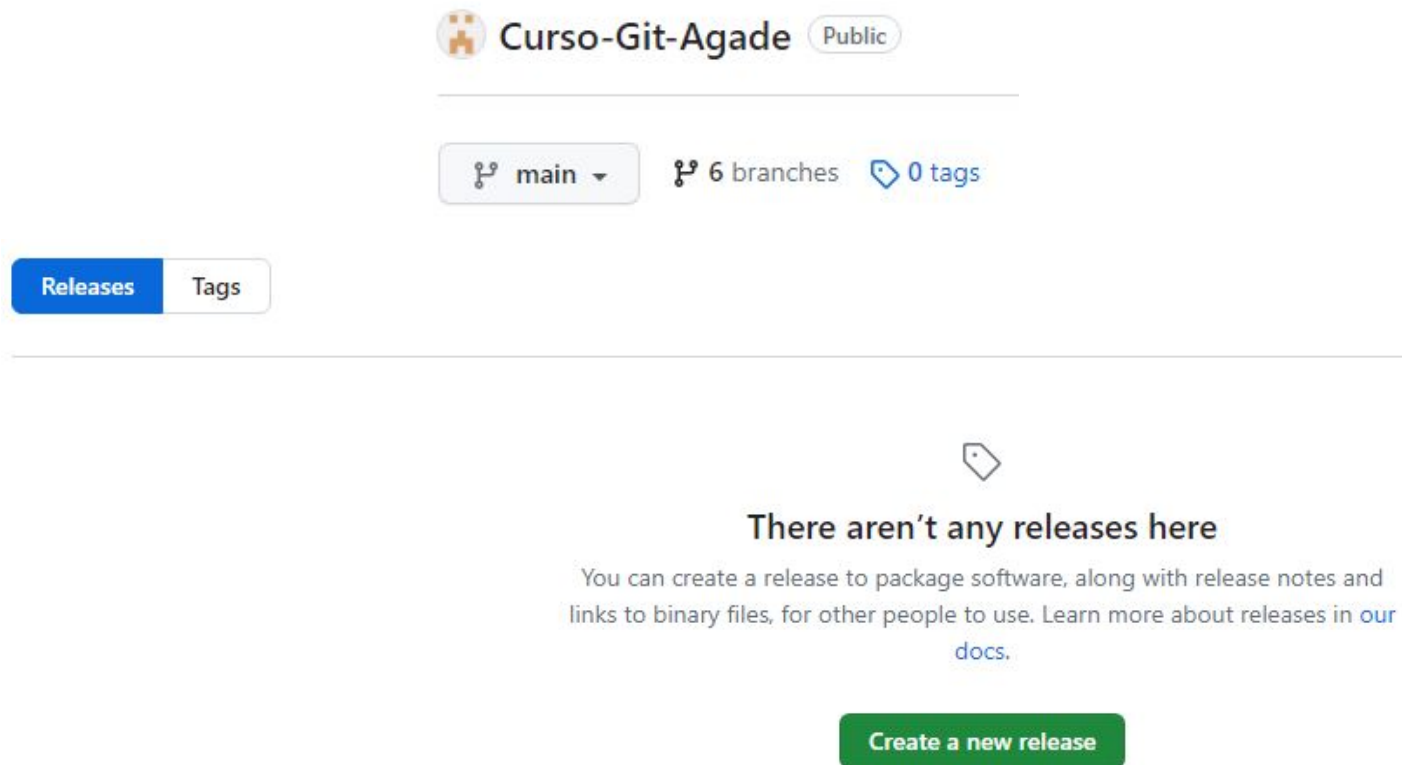 Curso-Git-Agade Public
main 6 branches 0 tags
Releases Tags
There aren’t any releases here
You can create a release to package software, along with release notes and
links to binary files, for other people to use. Learn more about releases in our
docs.
Create a new release